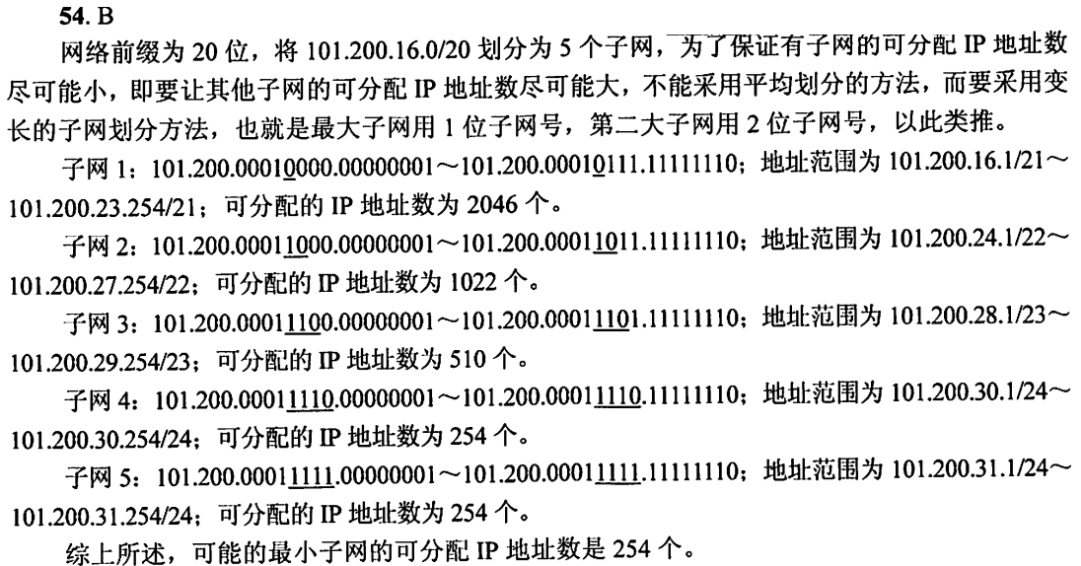 54. B
网络前缀为 20 位，将 101.200.16.0/20 划分为 5 个子网，为了保证有子网的可分配 IP 地址数
尽可能小，即要让其他子网的可分配 IP 地址数尽可能大，不能采用平均划分的方法，而要采用变
长的子网划分方法，也就是最大子网用 1 位子网号，第二大子网用 2 位子网号，以此类推。
子网 1：101.200.00010000.00000001～101.200.00010111.11111110；地址范围为 101.200.16.1/21～
101.200.23.254/21；可分配的 IP 地址数为 2046 个。
子网 2：101.200.00011000.00000001～101.200.00011011.11111110；地址范围为 101.200.24.1/22～
101.200.27.254/22；可分配的 IP 地址数为 1022 个。
子网 3：101.200.00011100.00000001～101.200.00011101.11111110；地址范围为 101.200.28.1/23～
101.200.29.254/23；可分配的 IP 地址数为 510 个。
子网 4：101.200.00011110.00000001～101.200.00011110.11111110；地址范围为 101.200.30.1/24～
101.200.30.254/24；可分配的 IP 地址数为 254 个。
子网 5：101.200.00011111.00000001～101.200.00011111.11111110；地址范围为 101.200.31.1/24～
101.200.31.254/24；可分配的 IP 地址数为 254 个。
综上所述，可能的最小子网的可分配 IP 地址数是 254 个。